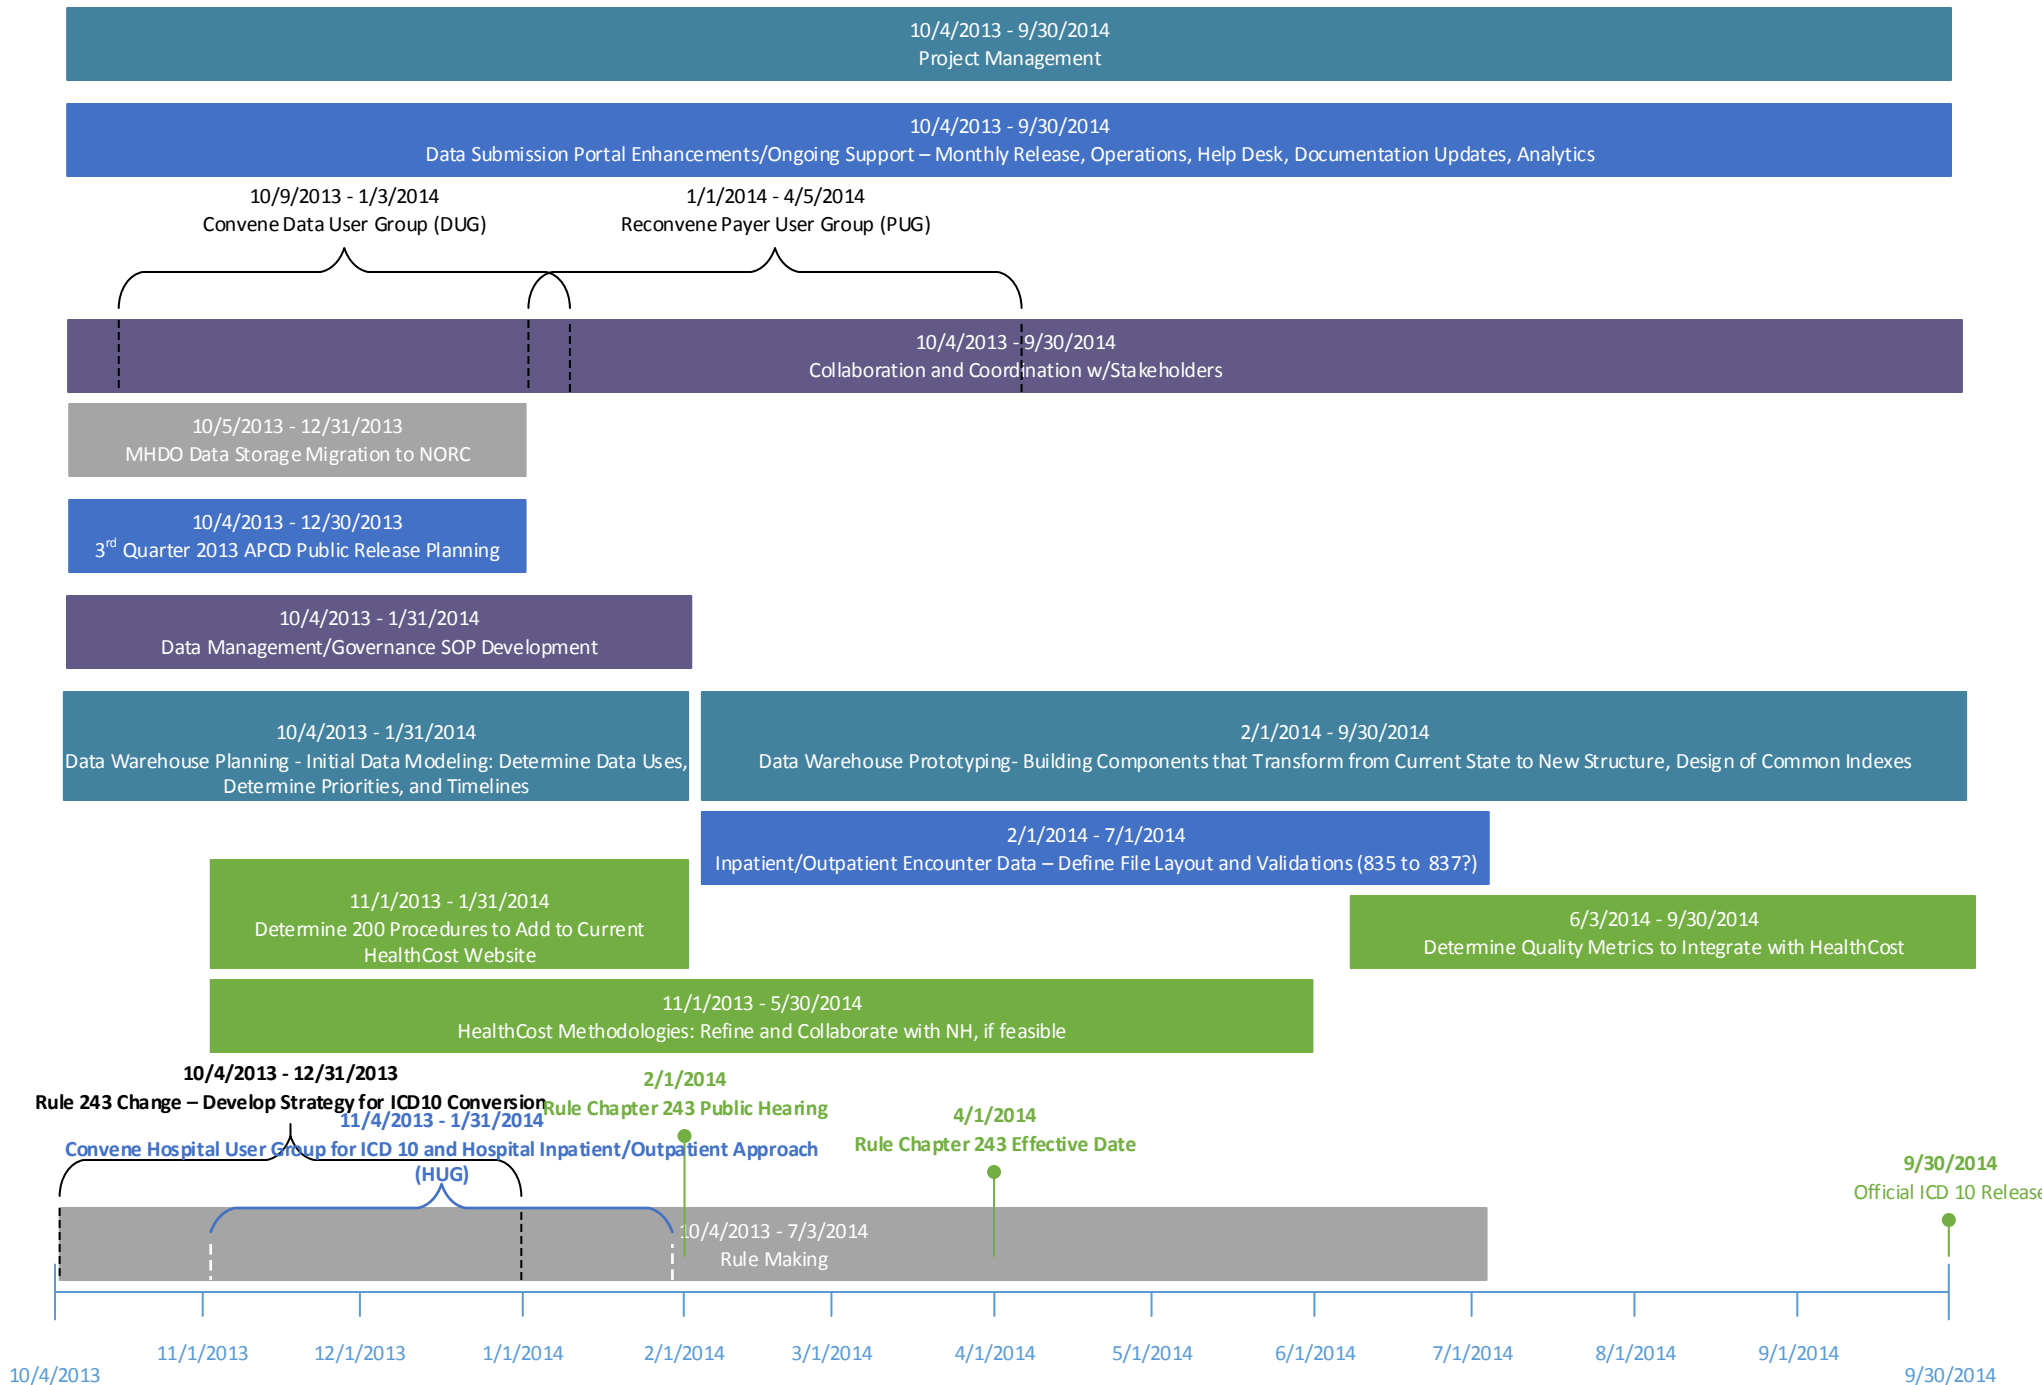 10/4/2013 - 9/30/2014
Project Management
10/4/2013 - 9/30/2014
Data Submission Portal Enhancements/Ongoing Support – Monthly Release, Operations, Help Desk, Documentation Updates, Analytics
10/9/2013 - 1/3/2014
Convene Data User Group (DUG)
1/1/2014 - 4/5/2014
Reconvene Payer User Group (PUG)
10/4/2013 - 9/30/2014
Collaboration and Coordination w/Stakeholders
10/5/2013 - 12/31/2013
MHDO Data Storage Migration to NORC
10/4/2013 - 12/30/2013
3rd Quarter 2013 APCD Public Release Planning
10/4/2013 - 1/31/2014
Data Management/Governance SOP Development
10/4/2013 - 1/31/2014
Data Warehouse Planning - Initial Data Modeling: Determine Data Uses,
Determine Priorities, and Timelines
2/1/2014 - 9/30/2014
Data Warehouse Prototyping- Building Components that Transform from Current State to New Structure, Design of Common Indexes
2/1/2014 - 7/1/2014
Inpatient/Outpatient Encounter Data – Define File Layout and Validations (835 to 837?)
11/1/2013 - 1/31/2014
Determine 200 Procedures to Add to Current
HealthCost Website
6/3/2014 - 9/30/2014
Determine Quality Metrics to Integrate with HealthCost
11/1/2013 - 5/30/2014
HealthCost Methodologies: Refine and Collaborate with NH, if feasible
10/4/2013 - 12/31/2013
Rule 243 Change – Develop Strategy for ICD10 Conversion
2/1/2014
Rule Chapter 243 Public Hearing
11/4/2013 - 1/31/2014
Convene Hospital User Group for ICD 10 and Hospital Inpatient/Outpatient Approach
(HUG)
4/1/2014
Rule Chapter 243 Effective Date
9/30/2014
Official ICD 10 Release
10/4/2013 - 7/3/2014
Rule Making
11/1/2013
12/1/2013
1/1/2014
2/1/2014
3/1/2014
4/1/2014
5/1/2014
6/1/2014
7/1/2014
8/1/2014
9/1/2014
10/4/2013
9/30/2014